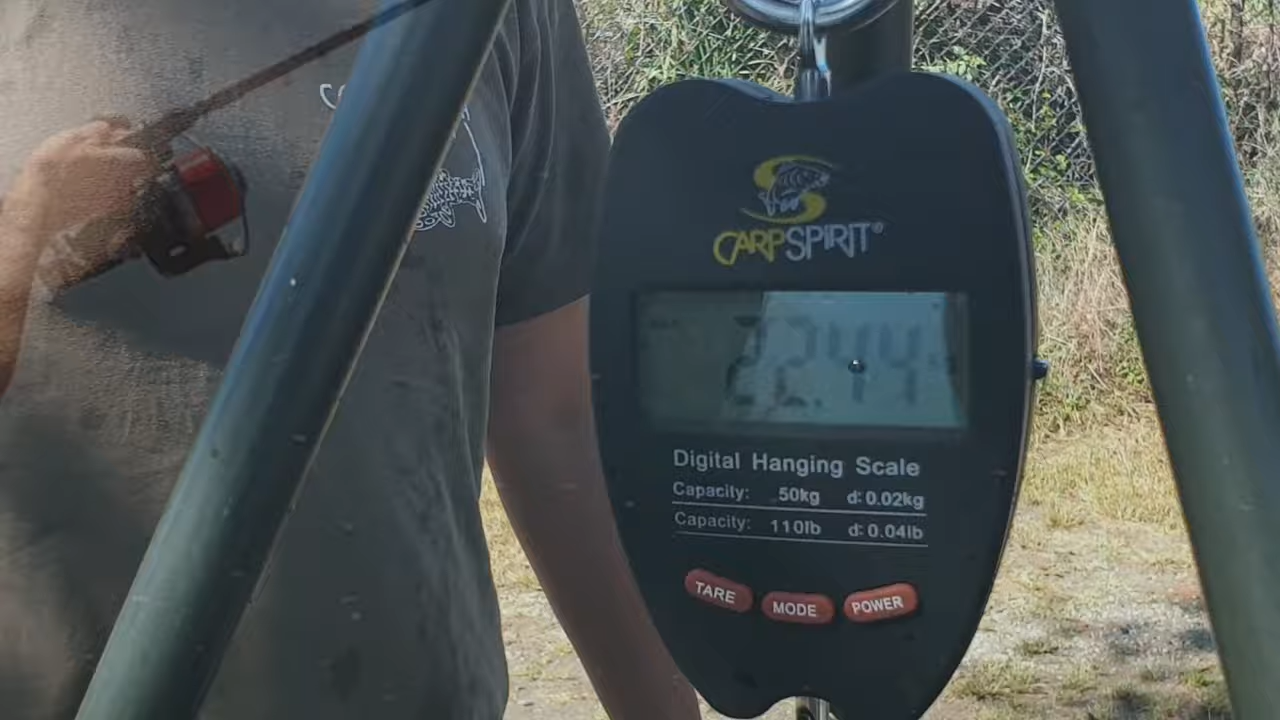 CARPSPIRIT®
22.44
Digital Hanging Scale
Capacity: 50kg d:0.02kg
Capacity: 110lb d:0.04lb
TARE MODE POWER